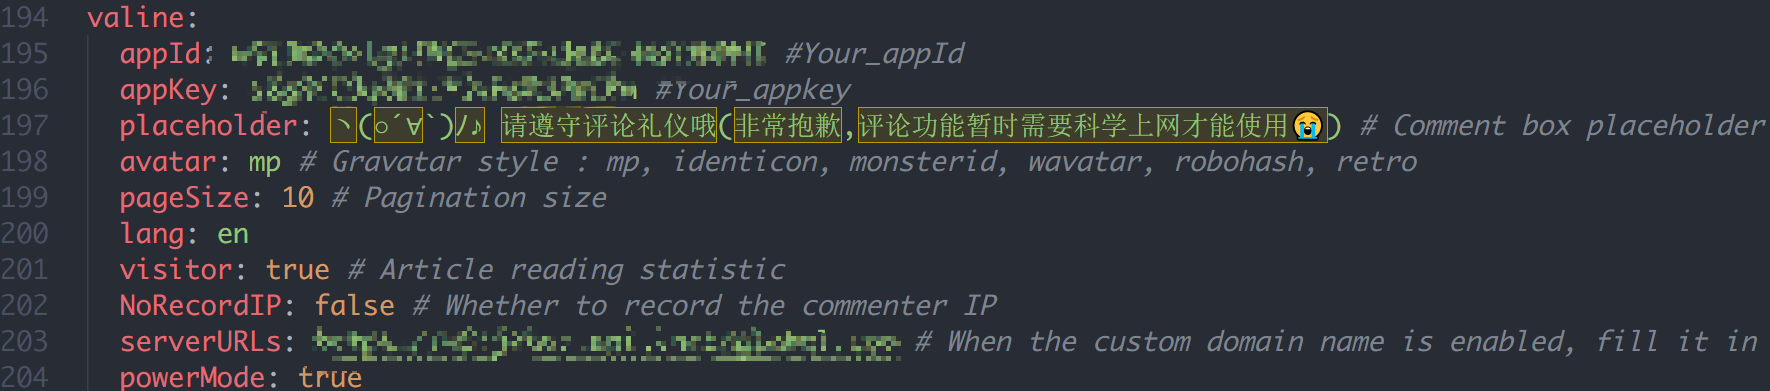 194 valine:
195 appId: #Your_appId
196 appKey: #Your_appkey
197 placeholder: ヽ(○´∀`)ﾉ♪ 请遵守评论礼仪哦(非常抱歉,评论功能暂时需要科学上网才能使用😭) # Comment box placeholder
198 avatar: mp # Gravatar style : mp, identicon, monsterid, wavatar, robohash, retro
199 pageSize: 10 # Pagination size
200 lang: en
201 visitor: true # Article reading statistic
202 NoRecordIP: false # Whether to record the commenter IP
203 serverURLs: # When the custom domain name is enabled, fill it in
204 powerMode: true